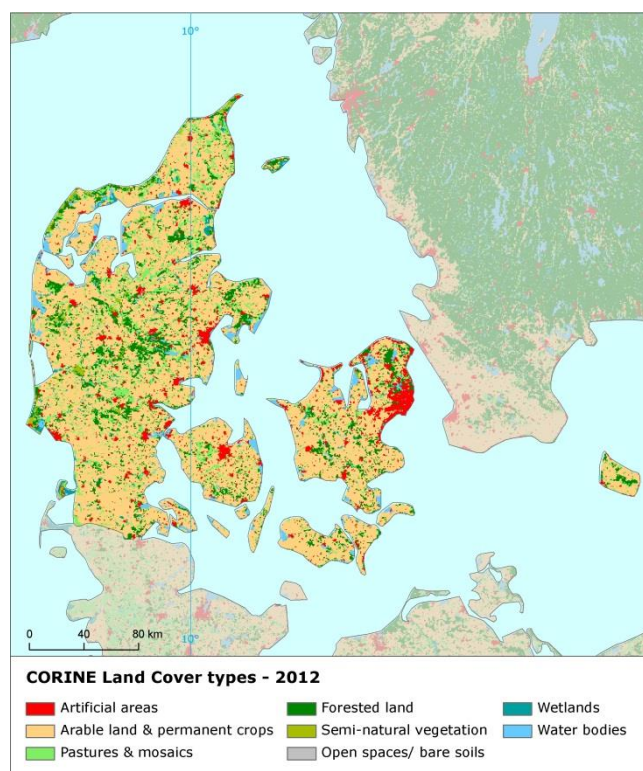 10°
0 40 80 km
10°
CORINE Land Cover types - 2012
Artificial areas
Forested land
Wetlands
Arable land & permanent crops
Semi-natural vegetation
Water bodies
Pastures & mosaics
Open spaces/ bare soils